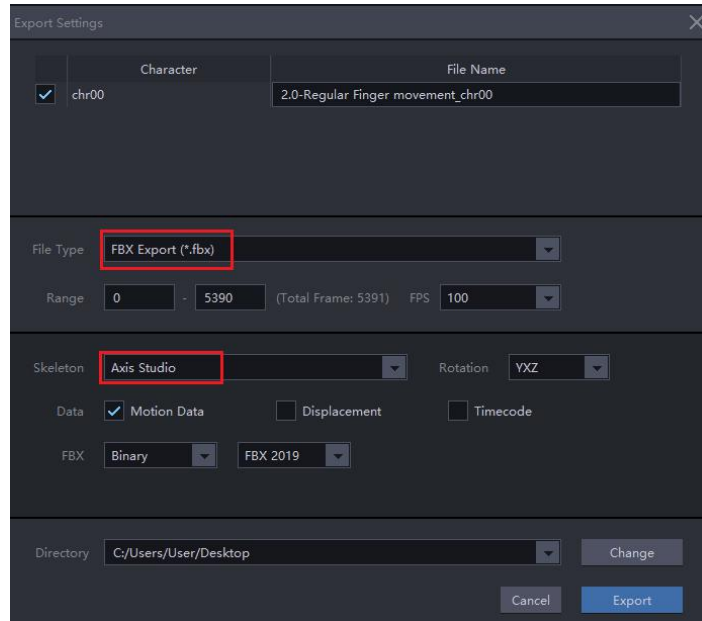 Export Settings
Character File Name
chr00 2.0-Regular Finger movement_chr00
File Type FBX Export (*.fbx)
Range 0 - 5390 (Total Frame: 5391) FPS 100
Skeleton Axis Studio Rotation YXZ
Data Motion Data Displacement Timecode
FBX Binary FBX 2019
Directory C:/Users/User/Desktop Change
Cancel Export